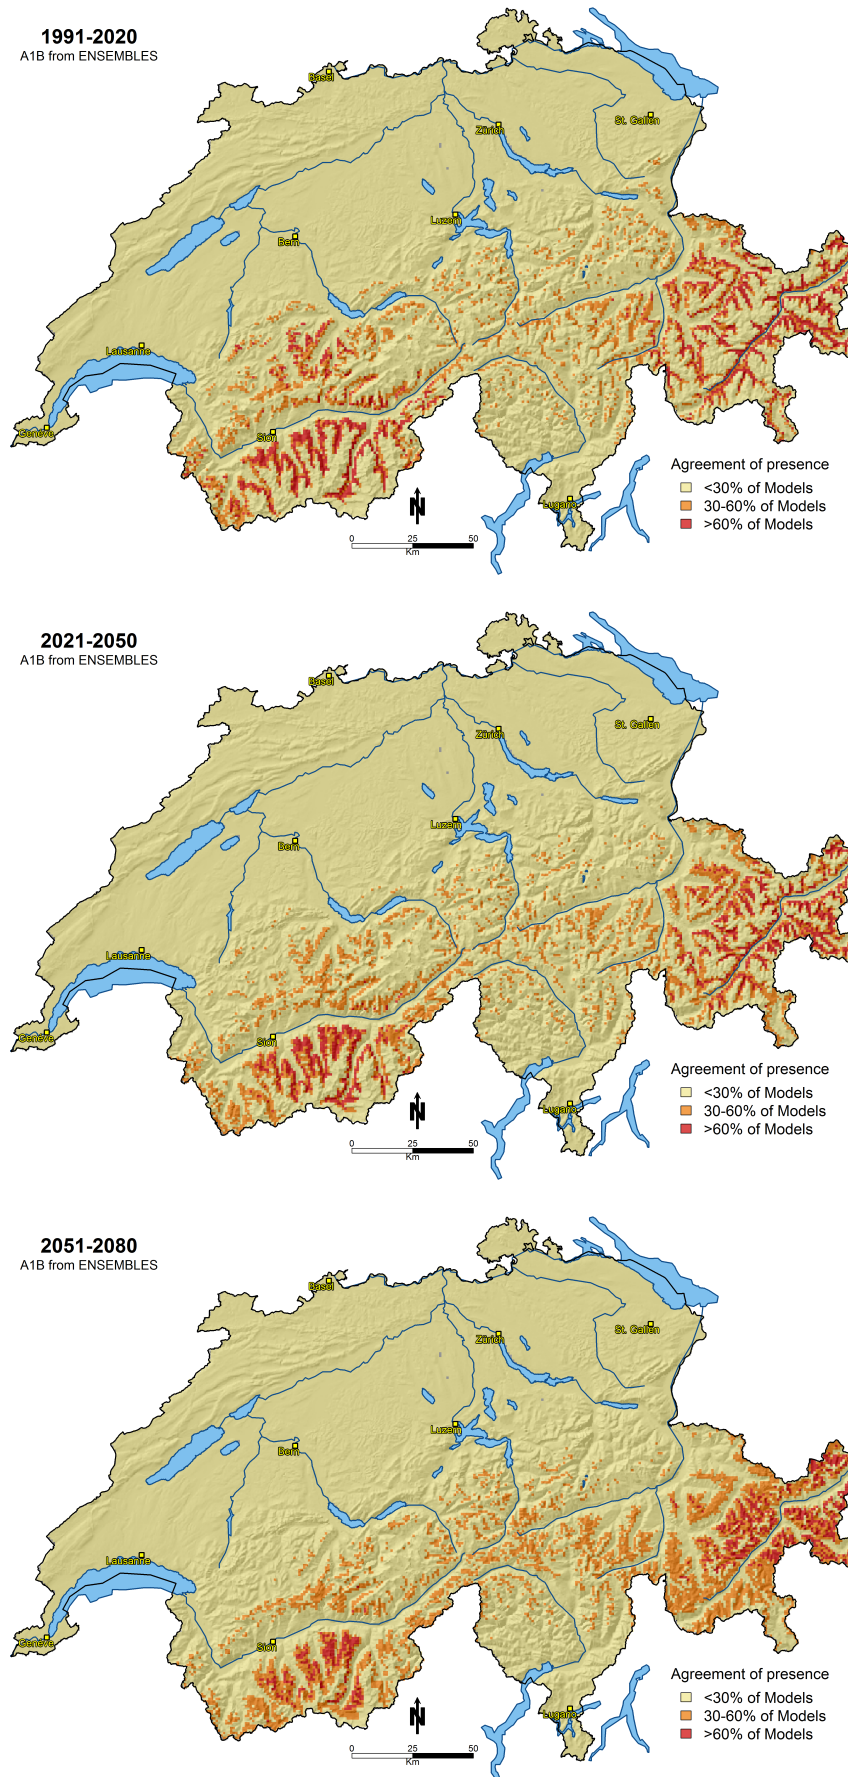 1991-2020
A1B from ENSEMBLES
Basel
Zürich
St. Gallen
Luzern
Bern
Lausanne
Genève
Sion
Lugano
Agreement of presence
<30% of Models
30-60% of Models
>60% of Models
N
0 25 50
Km
2021-2050
A1B from ENSEMBLES
Basel
Zürich
St. Gallen
Luzern
Bern
Lausanne
Genève
Sion
Lugano
Agreement of presence
<30% of Models
30-60% of Models
>60% of Models
N
0 25 50
Km
2051-2080
A1B from ENSEMBLES
Basel
Zürich
St. Gallen
Luzern
Bern
Lausanne
Genève
Sion
Lugano
Agreement of presence
<30% of Models
30-60% of Models
>60% of Models
N
0 25 50
Km